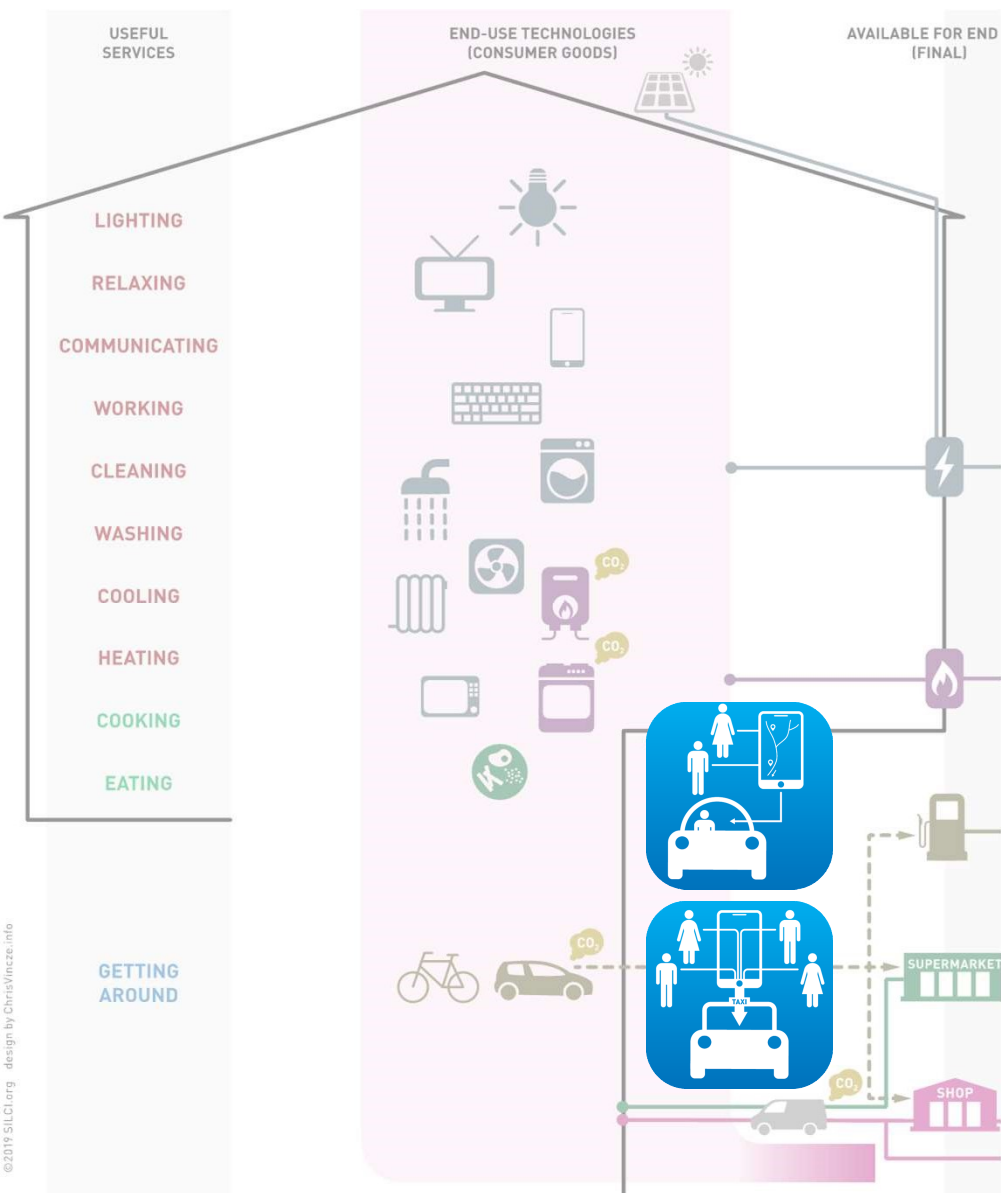 USEFUL
SERVICES
END-USE TECHNOLOGIES
(CONSUMER GOODS)
AVAILABLE FOR END
(FINAL)
LIGHTING
RELAXING
COMMUNICATING
WORKING
CLEANING
WASHING
COOLING
HEATING
COOKING
EATING
GETTING
AROUND
CO₂
CO₂
CO₂
TAXI
SUPERMARKET
CO₂
SHOP
©2019 SILCI.org design by ChrisVincze.info